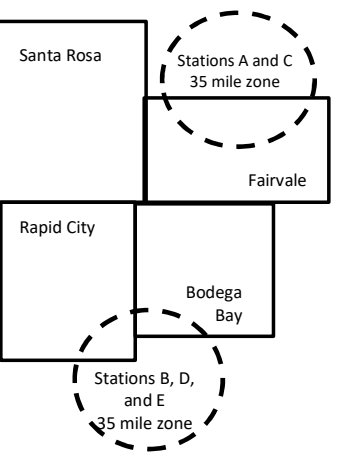 Santa Rosa
Stations A and C
35 mile zone
Fairvale
Rapid City
Bodega
Bay
Stations B, D,
and E
35 mile zone